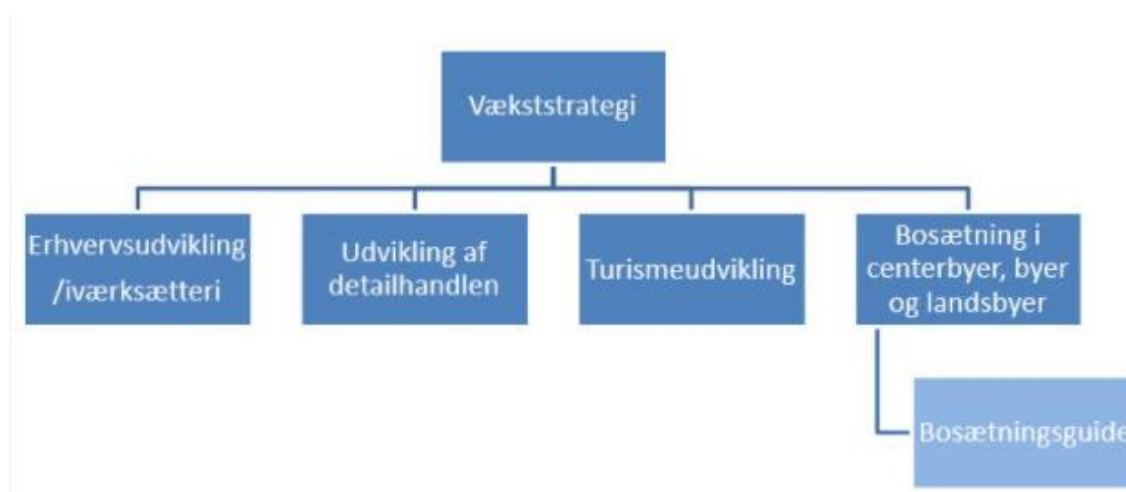 Vækststrategi
Erhvervsudvikling
/iværksætteri
Udvikling af
detailhandlen
Turismeudvikling
Bosætning i
centerbyer, byer
og landsbyer
Bosætningsguide